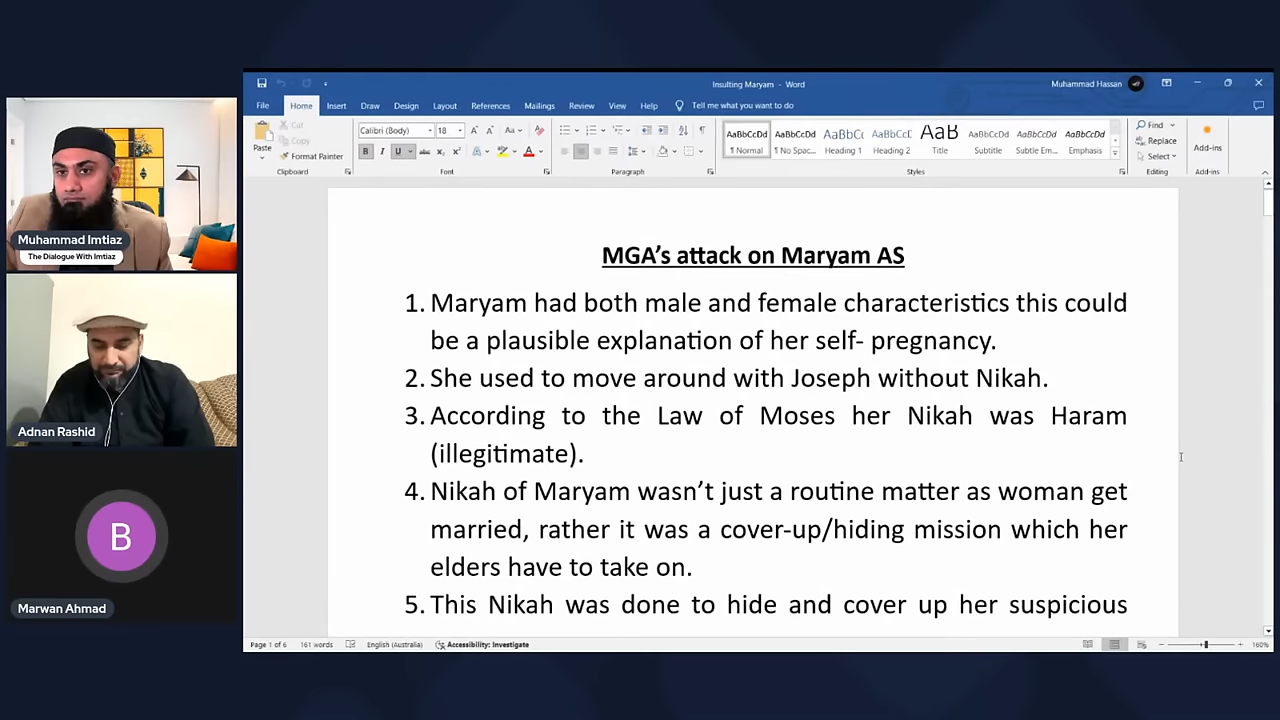 Insulting Maryam - Word
Muhammad Hassan
File Home Insert Draw Design Layout References Mailings Review View Help Tell me what you want to do
Paste
Cut
Copy
Format Painter
Clipboard
Calibri (Body) 18
Font
Paragraph
AaBbCcDd AaBbCcDd AaBbCc AaBbCcD AaB AaBbCcDd AaBbCcDd AaBbCcDd
¶ Normal ¶ No Spac... Heading 1 Heading 2 Title Subtitle Subtle Em... Emphasis
Styles
Find
Replace
Select
Editing
Add-ins
Add-ins
Muhammad Imtiaz
The Dialogue With Imtiaz
Adnan Rashid
B
Marwan Ahmad
MGA's attack on Maryam AS
1. Maryam had both male and female characteristics this could
be a plausible explanation of her self- pregnancy.
2. She used to move around with Joseph without Nikah.
3. According to the Law of Moses her Nikah was Haram
(illegitimate).
4. Nikah of Maryam wasn't just a routine matter as woman get
married, rather it was a cover-up/hiding mission which her
elders have to take on.
5. This Nikah was done to hide and cover up her suspicious
Page 1 of 6 161 words English (Australia) Accessibility: Investigate 160%